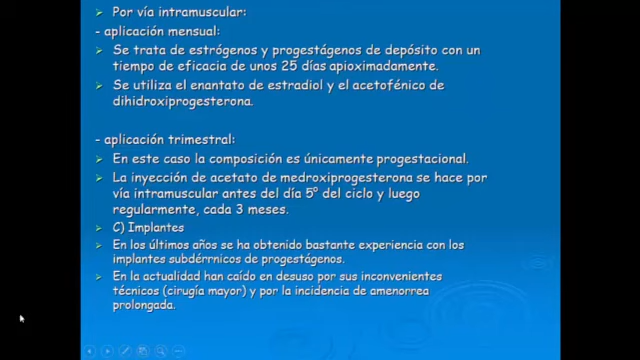 Por vía intramuscular:
- aplicación mensual:
Se trata de estrógenos y progestágenos de depósito con un
tiempo de eficacia de unos 25 días apioximadamente.
Se utiliza el enantato de estradiol y el acetofénico de
dihidroxiprogesterona.
- aplicación trimestral:
En este caso la composición es únicamente progestacional.
La inyección de acetato de medroxiprogesterona se hace por
vía intramuscular antes del día 5° del ciclo y luego
regularmente, cada 3 meses.
C) Implantes
En los últimos años se ha obtenido bastante experiencia con los
implantes subdérrnicos de progestágenos.
En la actualidad han caído en desuso por sus inconvenientes
técnicos (cirugía mayor) y por la incidencia de amenorrea
prolongada.